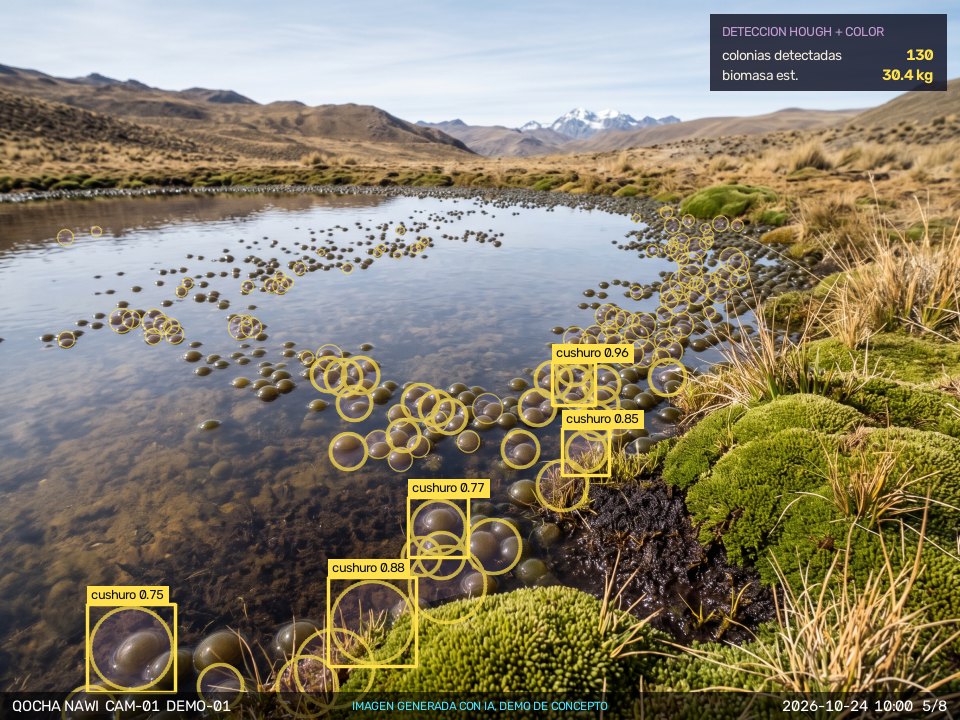 DETECCION HOUGH + COLOR
colonias detectadas 130
biomasa est. 30.4 kg
cushuro 0.96
cushuro 0.85
cushuro 0.77
cushuro 0.88
cushuro 0.75
QOCHA NAWI CAM-01 DEMO-01
IMAGEN GENERADA CON IA, DEMO DE CONCEPTO
2026-10-24 10:00 5/8